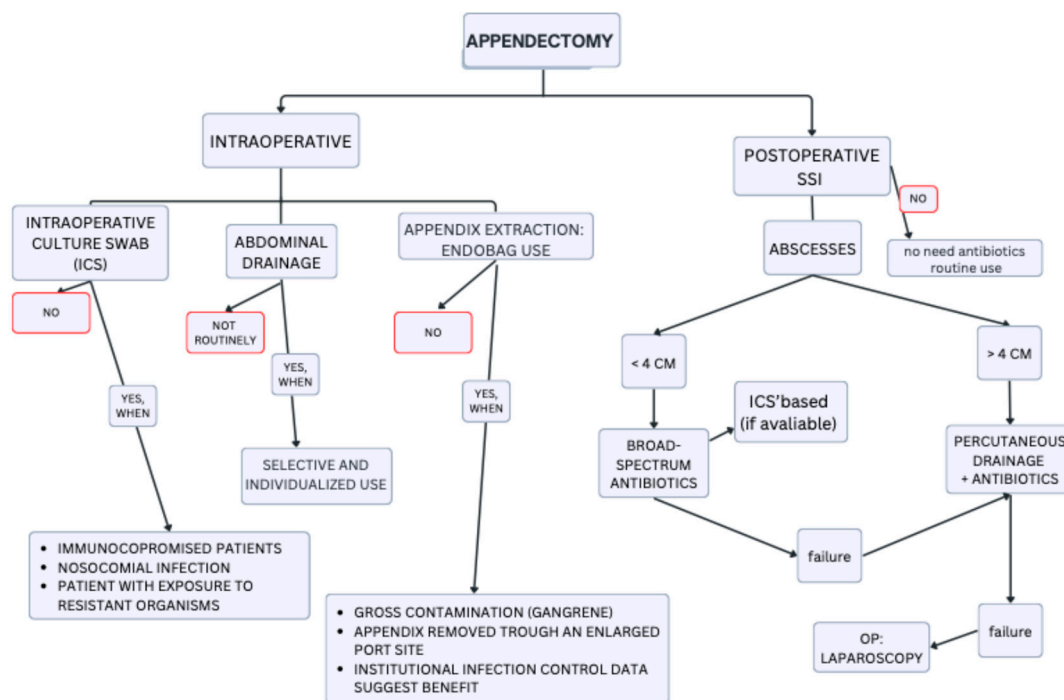 APPENDECTOMY
INTRAOPERATIVE
POSTOPERATIVE
SSI
NO
no need antibiotics
routine use
INTRAOPERATIVE
CULTURE SWAB
(ICS)
ABDOMINAL
DRAINAGE
APPENDIX EXTRACTION:
ENDOBAG USE
ABSCESSES
NO
NOT
ROUTINELY
NO
YES,
WHEN
YES,
WHEN
YES,
WHEN
< 4 CM
> 4 CM
ICS'based
(if avaliable)
BROAD-
SPECTRUM
ANTIBIOTICS
PERCUTANEOUS
DRAINAGE
+ ANTIBIOTICS
SELECTIVE AND
INDIVIDUALIZED USE
• IMMUNOCOPROMISED PATIENTS
• NOSOCOMIAL INFECTION
• PATIENT WITH EXPOSURE TO
RESISTANT ORGANISMS
failure
• GROSS CONTAMINATION (GANGRENE)
• APPENDIX REMOVED TROUGH AN ENLARGED
PORT SITE
• INSTITUTIONAL INFECTION CONTROL DATA
SUGGEST BENEFIT
failure
OP:
LAPAROSCOPY